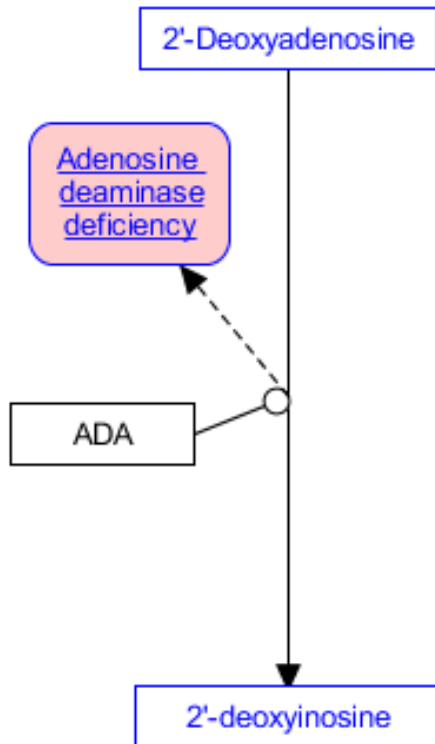 2'-Deoxyadenosine
Adenosine
deaminase
deficiency
ADA
2'-deoxyinosine